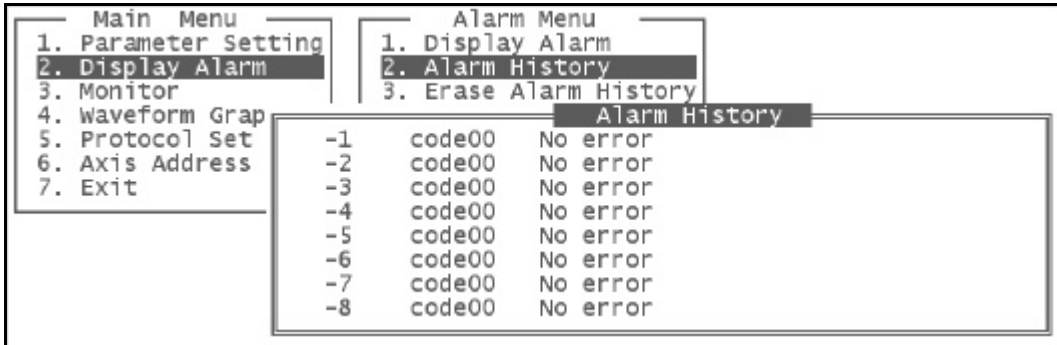 Main Menu
1. Parameter Setting
2. Display Alarm
3. Monitor
4. Waveform Grap
5. Protocol Set
6. Axis Address
7. Exit
Alarm Menu
1. Display Alarm
2. Alarm History
3. Erase Alarm History
Alarm History
-1 code00 No error
-2 code00 No error
-3 code00 No error
-4 code00 No error
-5 code00 No error
-6 code00 No error
-7 code00 No error
-8 code00 No error